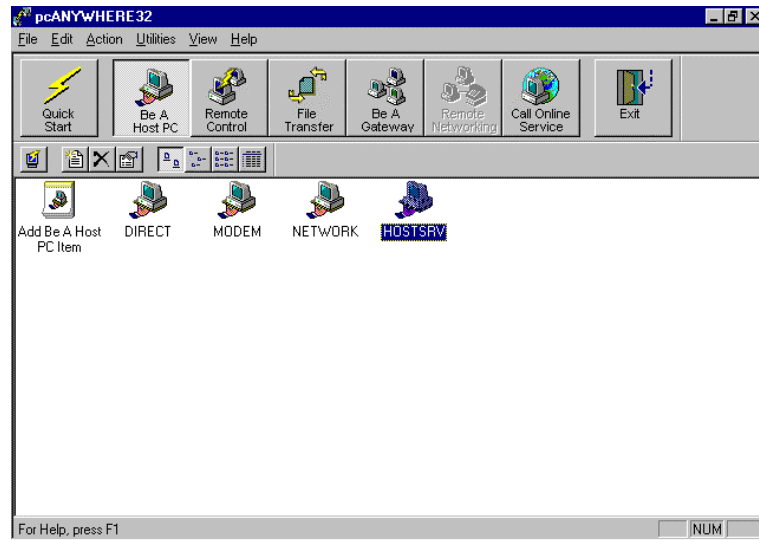 pcANYWHERE32
File Edit Action Utilities View Help
Quick Start
Be A Host PC
Remote Control
File Transfer
Be A Gateway
Remote Networking
Call Online Service
Exit
Add Be A Host PC Item
DIRECT
MODEM
NETWORK
HOSTSRV
For Help, press F1
NUM